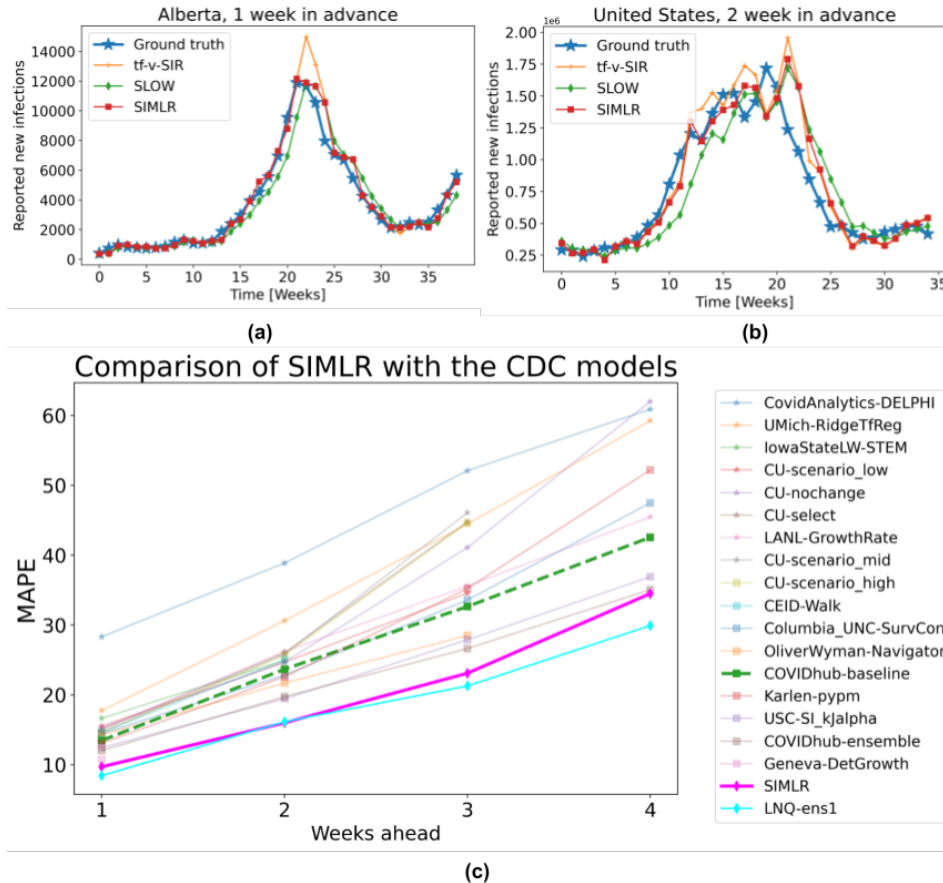 Alberta, 1 week in advance
14000
12000
10000
8000
6000
4000
2000
0
Reported new infections
Ground truth
tf-v-SIR
SLOW
SIMLR
0 5 10 15 20 25 30 35
Time [Weeks]
(a)
United States, 2 week in advance
1e6
2.00
1.75
1.50
1.25
1.00
0.75
0.50
0.25
Reported new infections
Ground truth
tf-v-SIR
SLOW
SIMLR
0 5 10 15 20 25 30 35
Time [Weeks]
(b)
Comparison of SIMLR with the CDC models
60
50
40
30
20
10
MAPE
1 2 3 4
Weeks ahead
CovidAnalytics-DELPHI
UMich-RidgeTfReg
IowaStateLW-STEM
CU-scenario_low
CU-nochange
CU-select
LANL-GrowthRate
CU-scenario_mid
CU-scenario_high
CEID-Walk
Columbia_UNC-SurvCon
OliverWyman-Navigator
COVIDhub-baseline
Karlen-pypm
USC-SI_kJalpha
COVIDhub-ensemble
Geneva-DetGrowth
SIMLR
LNQ-ens1
(c)